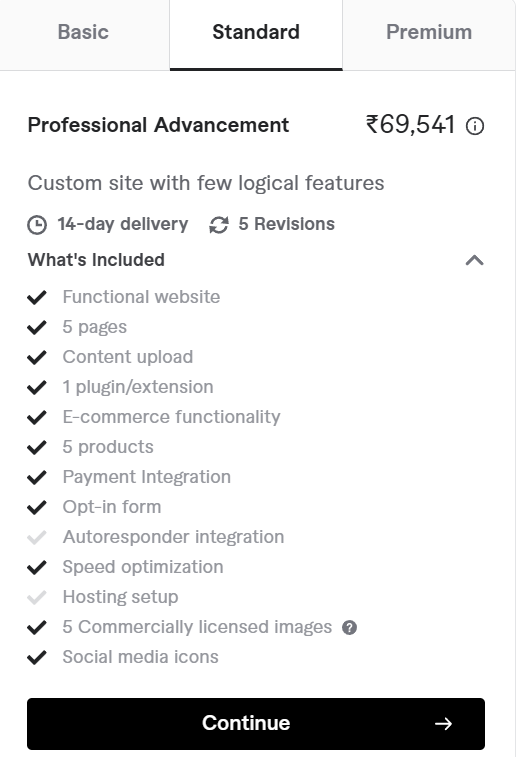 Basic Standard Premium
Professional Advancement ₹69,541
Custom site with few logical features
14-day delivery 5 Revisions
What's Included
Functional website
5 pages
Content upload
1 plugin/extension
E-commerce functionality
5 products
Payment Integration
Opt-in form
Autoresponder integration
Speed optimization
Hosting setup
5 Commercially licensed images
Social media icons
Continue